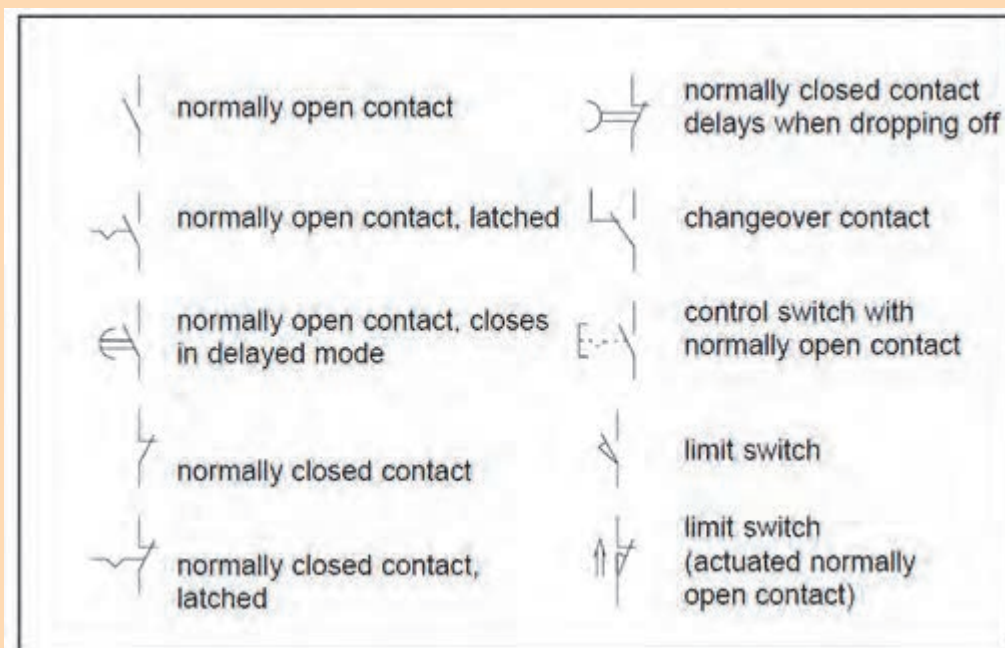 normally open contact
normally open contact, latched
normally open contact, closes
in delayed mode
normally closed contact
normally closed contact,
latched
normally closed contact
delays when dropping off
changeover contact
control switch with
normally open contact
limit switch
limit switch
(actuated normally
open contact)